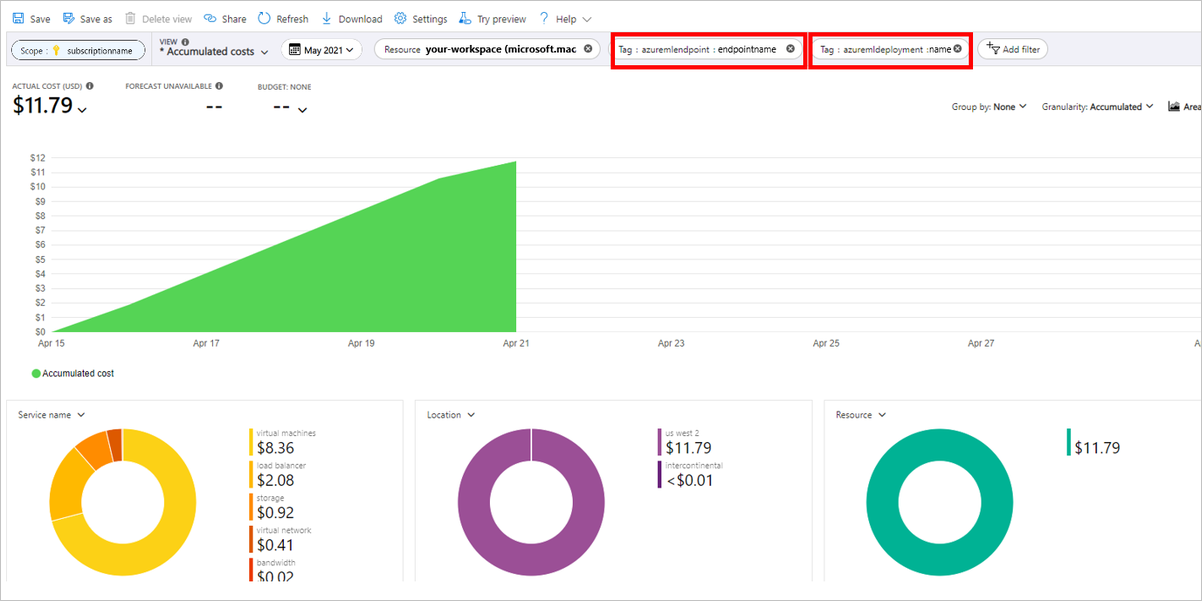 Save Save as Delete view Share Refresh Download Settings Try preview ? Help
Scope : subscriptionname
VIEW
* Accumulated costs
May 2021
Resource your-workspace (microsoft.mac
Tag : azuremlendpoint : endpointname
Tag : azuremldeployment :name
Add filter
ACTUAL COST (USD)
$11.79
FORECAST UNAVAILABLE
--
BUDGET: NONE
--
Group by: None
Granularity: Accumulated
Area
$12
$11
$10
$9
$8
$7
$6
$5
$4
$3
$2
$1
$0
Apr 15 Apr 17 Apr 19 Apr 21 Apr 23 Apr 25 Apr 27 A
Accumulated cost
Service name
virtual machines
$8.36
load balancer
$2.08
storage
$0.92
virtual network
$0.41
bandwidth
$0.02
Location
us west 2
$11.79
intercontinental
<$0.01
Resource
$11.79